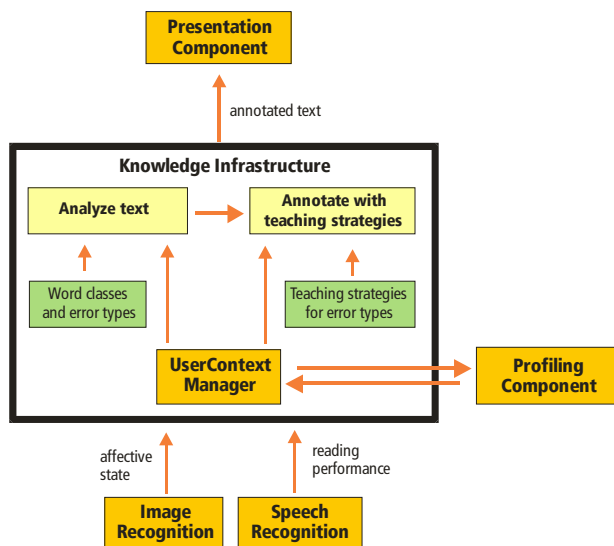 Presentation
Component
annotated text
Knowledge Infrastructure
Analyze text
Annotate with
teaching strategies
Word classes
and error types
Teaching strategies
for error types
UserContext
Manager
Profiling
Component
affective
state
reading
performance
Image
Recognition
Speech
Recognition